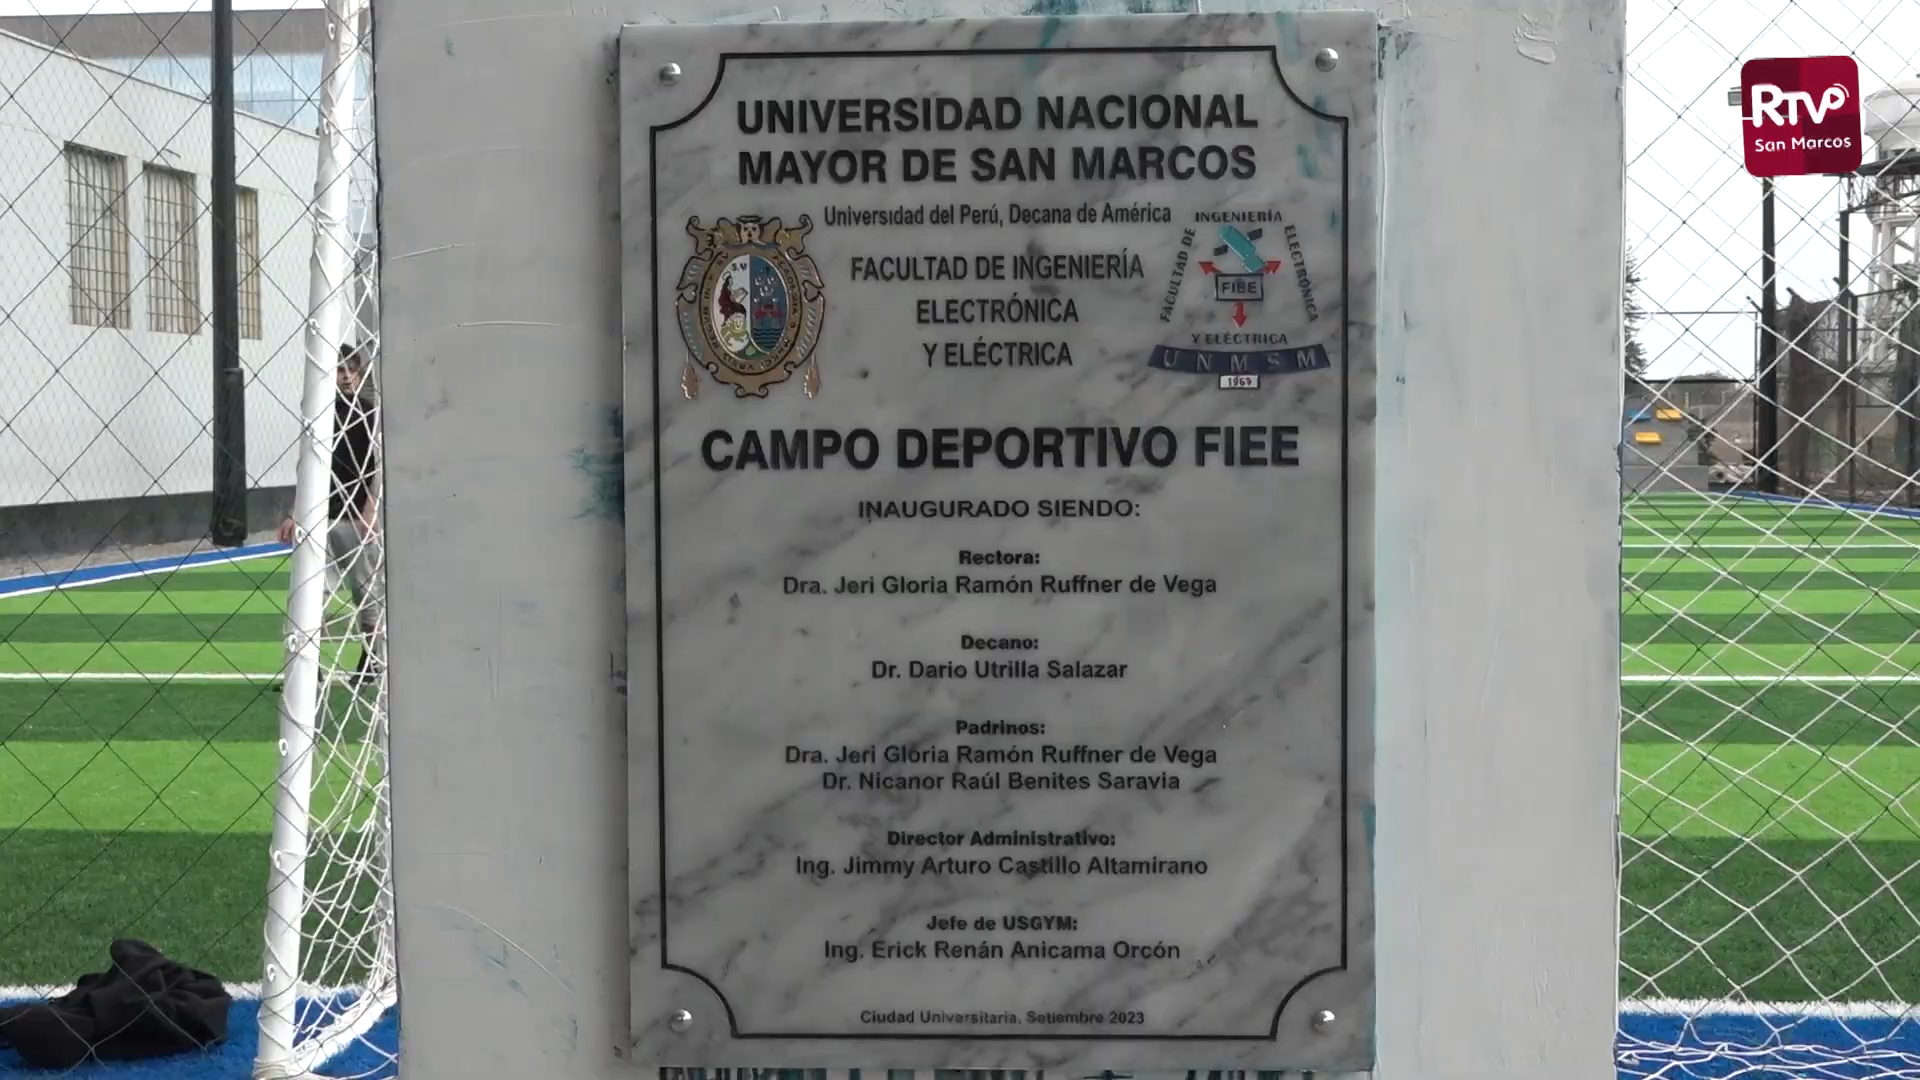 RTVP
San Marcos
UNIVERSIDAD NACIONAL
MAYOR DE SAN MARCOS
Universidad del Perú, Decana de América
FACULTAD DE INGENIERÍA
ELECTRÓNICA
Y ELÉCTRICA
FACULTAD DE
INGENIERÍA
ELECTRÓNICA
FIEE
Y ELÉCTRICA
UNMSM
1967
CAMPO DEPORTIVO FIEE
INAUGURADO SIENDO:
Rectora:
Dra. Jeri Gloria Ramón Ruffner de Vega
Decano:
Dr. Dario Utrilla Salazar
Padrinos:
Dra. Jeri Gloria Ramón Ruffner de Vega
Dr. Nicanor Raúl Benites Saravia
Director Administrativo:
Ing. Jimmy Arturo Castillo Altamirano
Jefe de USGYM:
Ing. Erick Renán Anicama Orcón
Ciudad Universitaria, Setiembre 2023